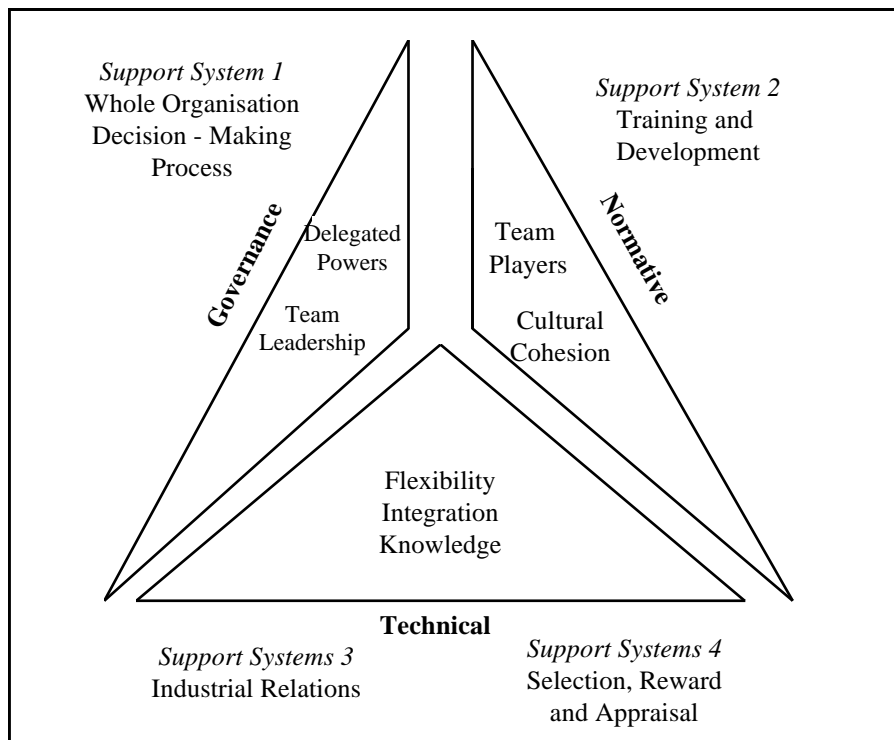 Support System 1
Whole Organisation
Decision - Making
Process
Support System 2
Training and
Development
Governance
Delegated
Powers
Team
Leadership
Team
Players
Cultural
Cohesion
Normative
Flexibility
Integration
Knowledge
Technical
Support Systems 3
Industrial Relations
Support Systems 4
Selection, Reward
and Appraisal